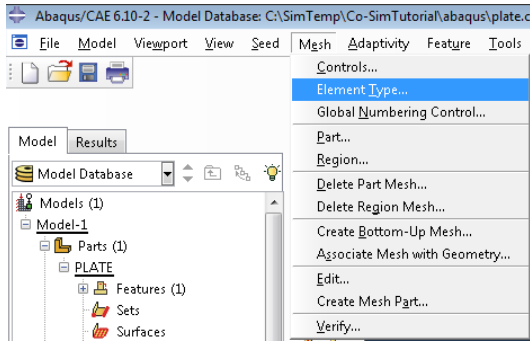 Abaqus/CAE 6.10-2 - Model Database: C:\SimTemp\Co-SimTutorial\abaqus\plate.c
File Model Viewport View Seed Mesh Adaptivity Feature Tools
Controls...
Element Type...
Global Numbering Control...
Part...
Region...
Delete Part Mesh...
Delete Region Mesh...
Create Bottom-Up Mesh...
Associate Mesh with Geometry...
Edit...
Create Mesh Part...
Verify...
Model Results
Model Database
Models (1)
Model-1
Parts (1)
PLATE
Features (1)
Sets
Surfaces